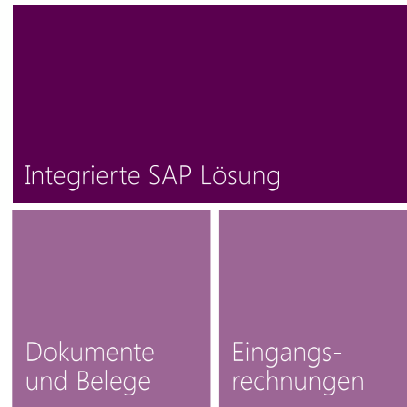 Integrierte SAP Lösung
Dokumente
und Belege
Eingangs-
rechnungen